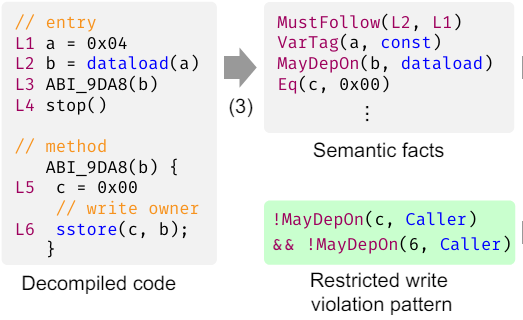 // entry
L1 a = 0x04
L2 b = dataload(a)
L3 ABI_9DA8(b)
L4 stop()
// method
ABI_9DA8(b) {
L5 c = 0x00
// write owner
L6 sstore(c, b);
}
Decompiled code
(3)
MustFollow(L2, L1)
VarTag(a, const)
MayDepOn(b, dataload)
Eq(c, 0x00)
⋮
Semantic facts
!MayDepOn(c, Caller)
&& !MayDepOn(6, Caller)
Restricted write
violation pattern